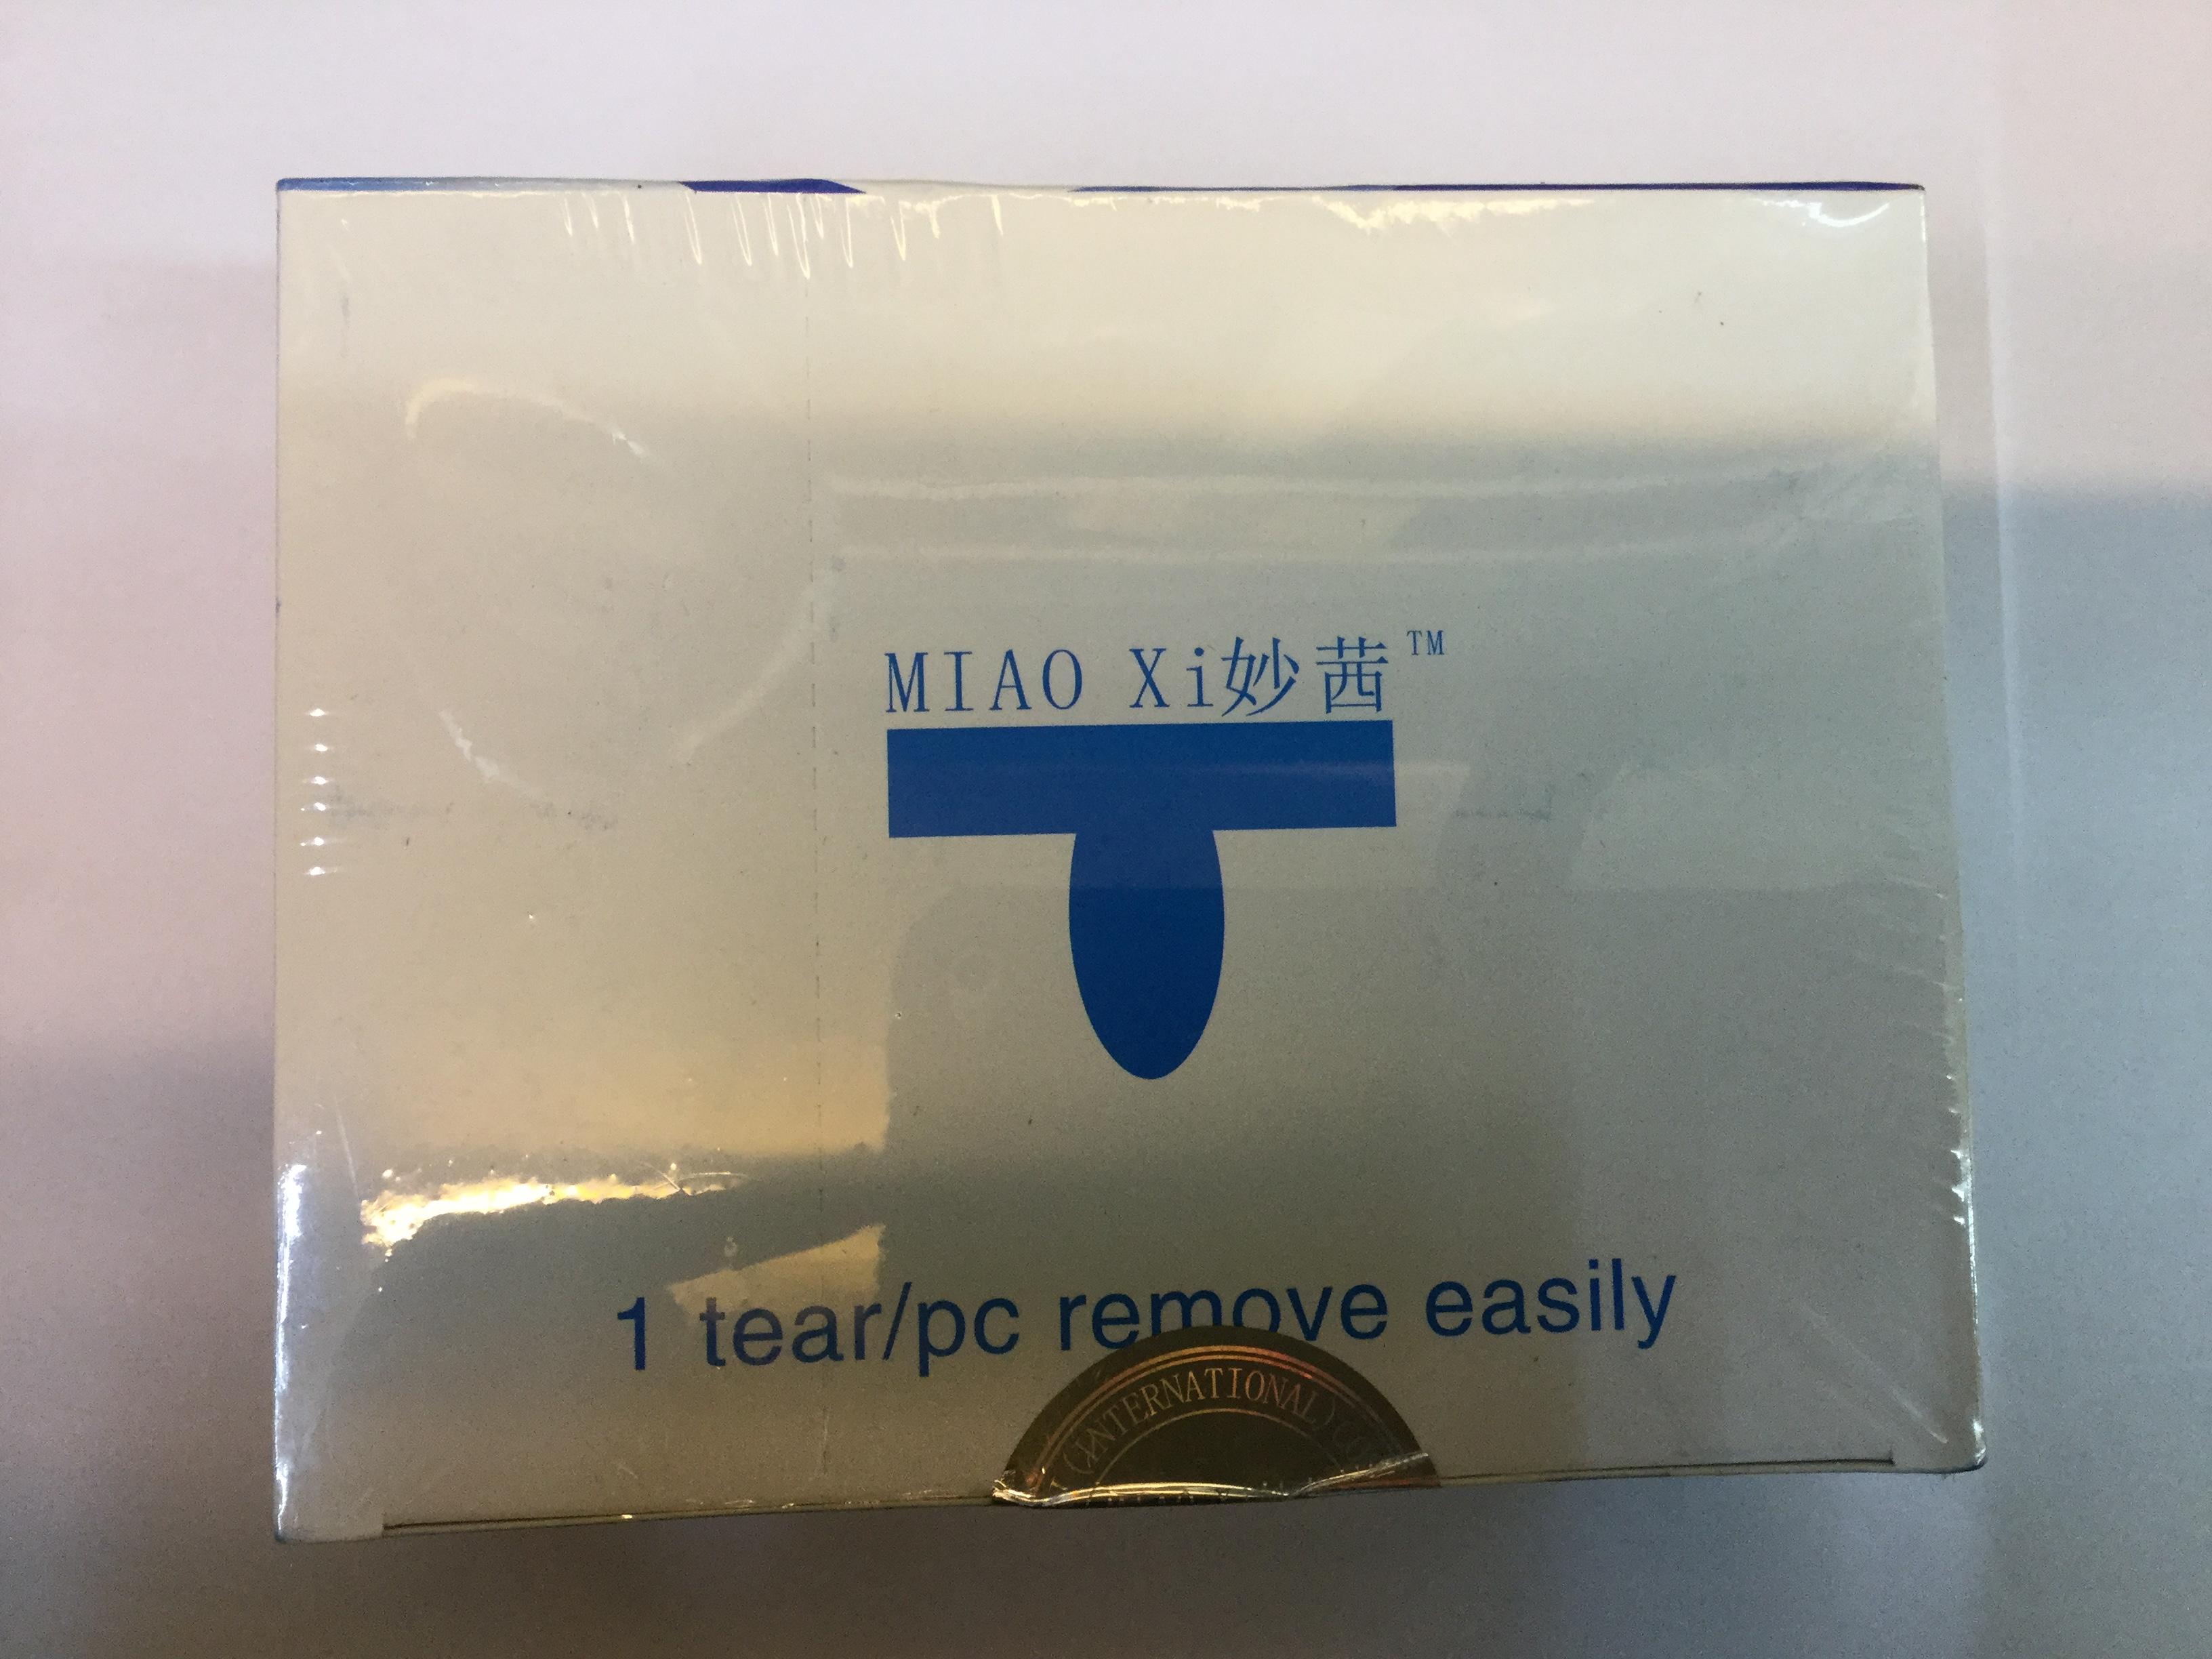 MIAO Xi妙茜™
1 tear/pc remove easily
(INTERNATIONAL)